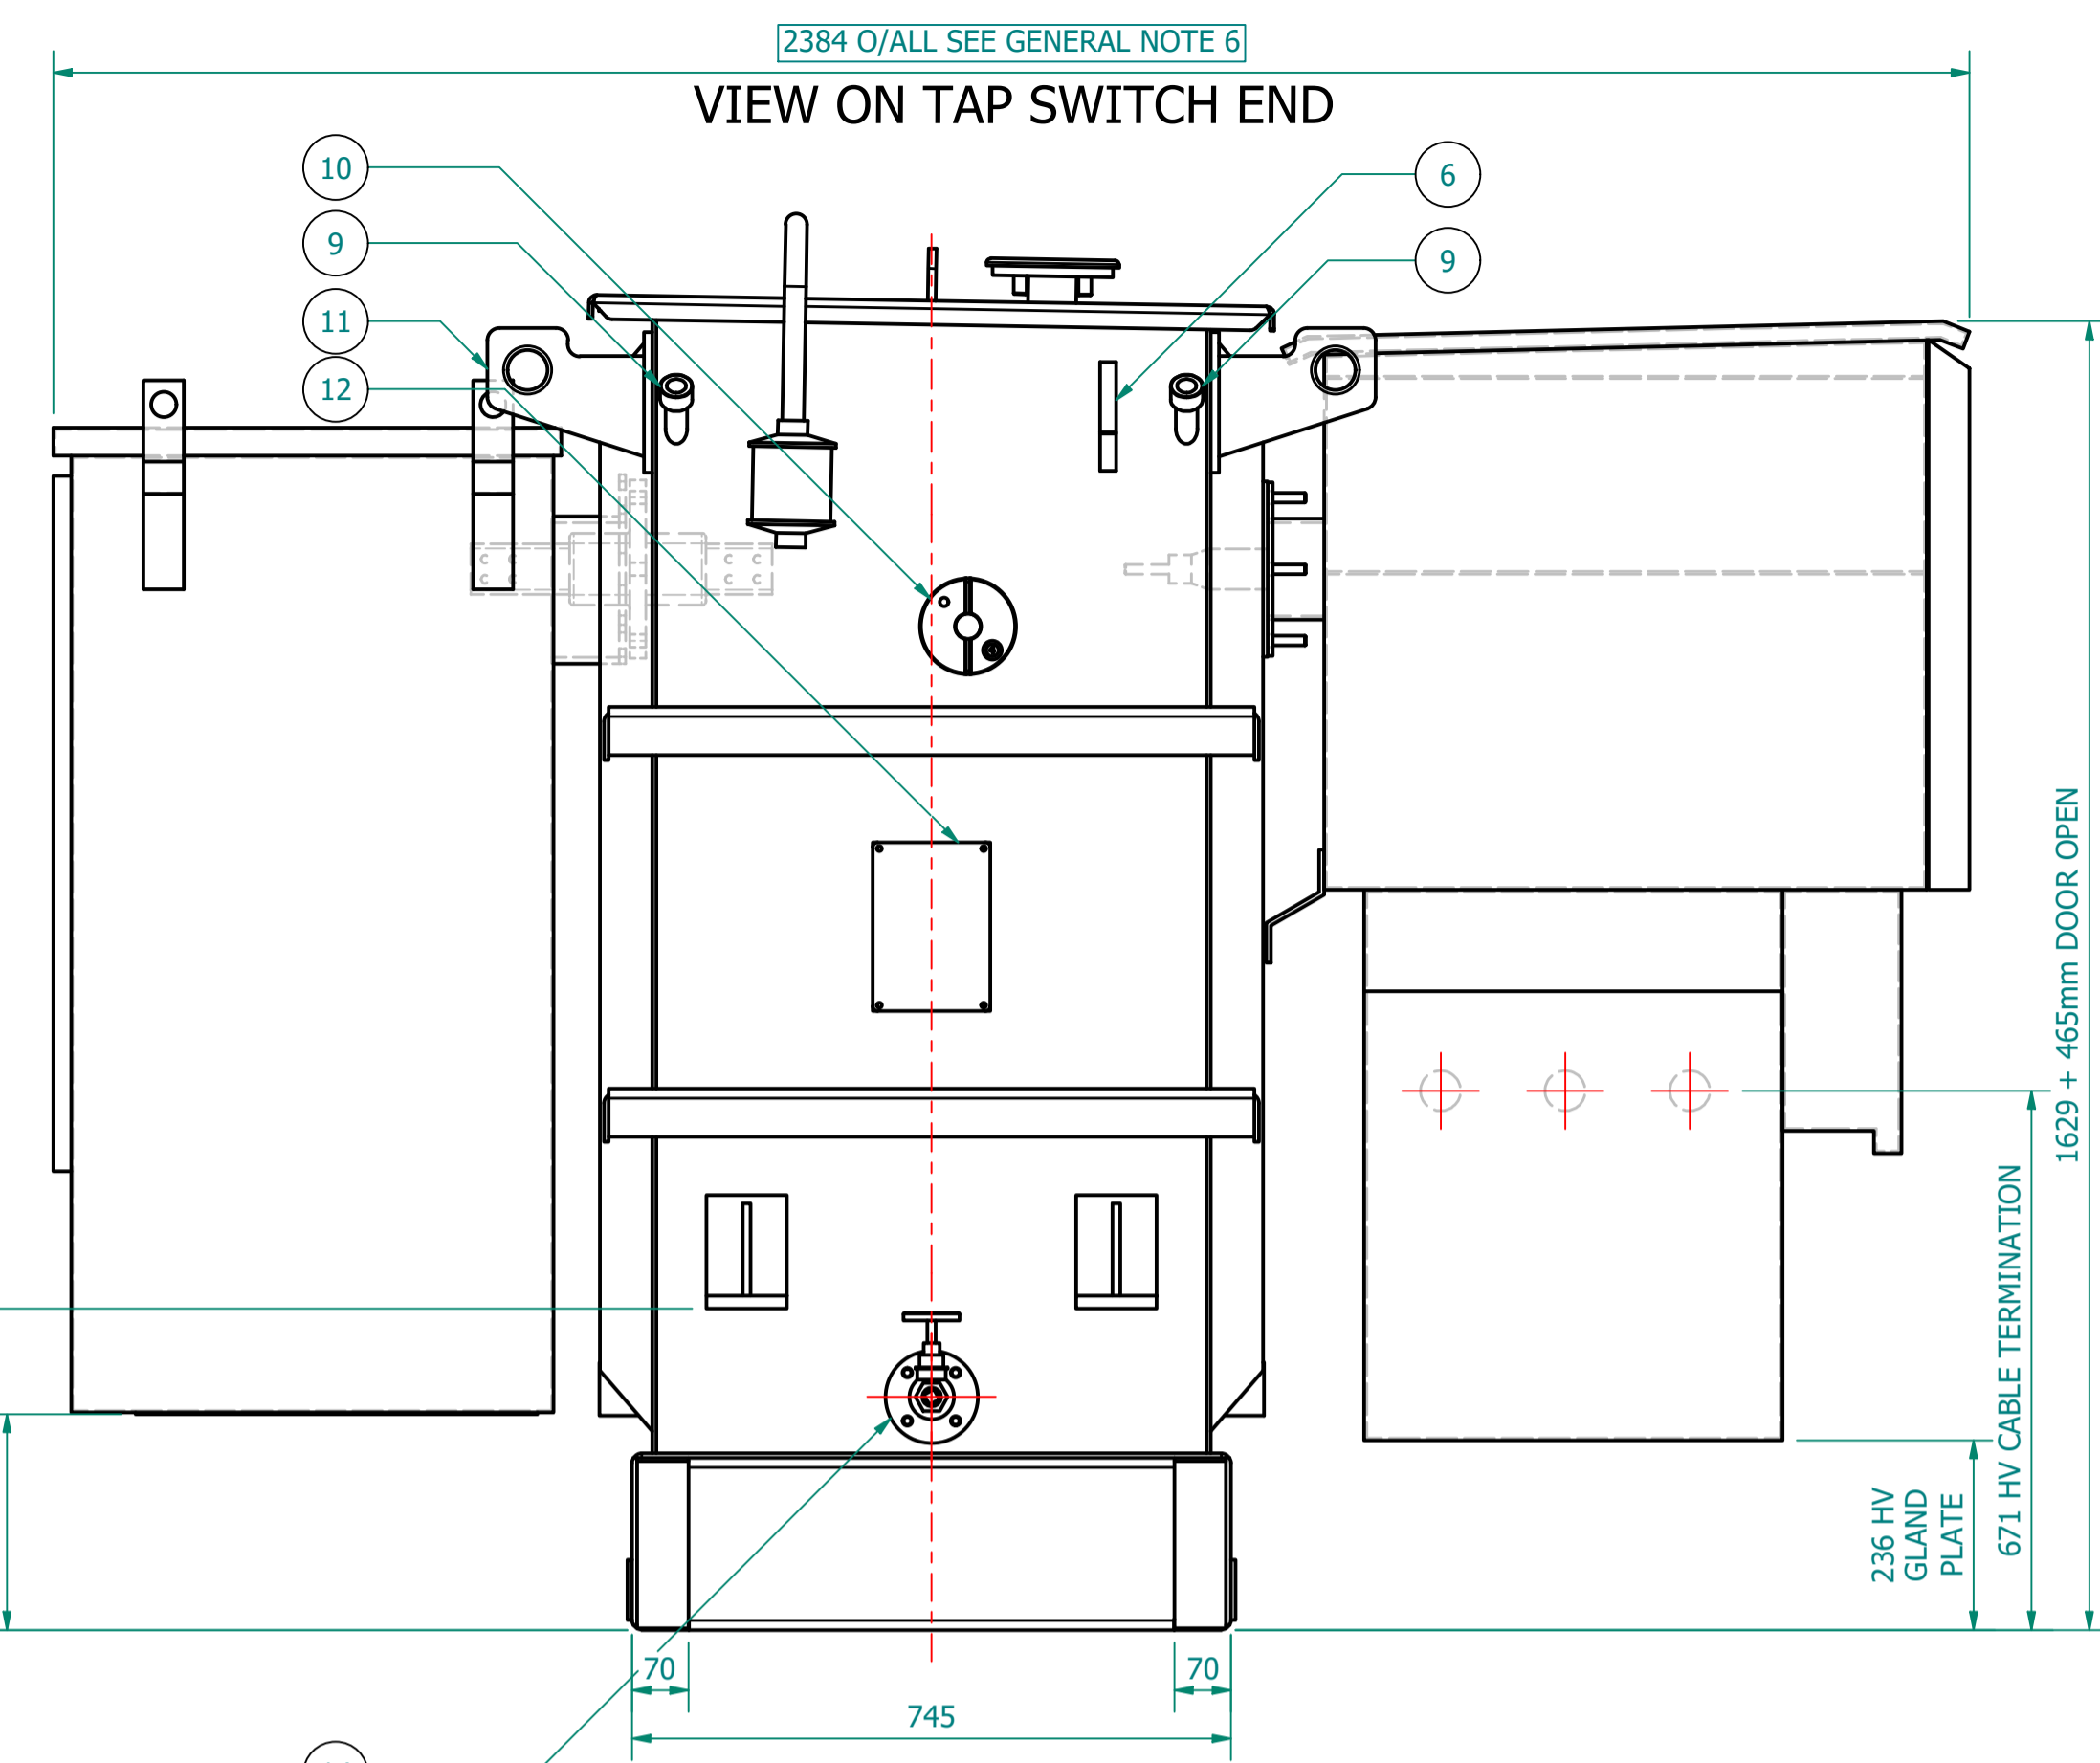 2384 O/ALL SEE GENERAL NOTE 6
VIEW ON TAP SWITCH END
10
6
9
9
11
12
1629 + 465mm DOOR OPEN
671 HV CABLE TERMINATION
236 HV
GLAND
PLATE
70
70
745